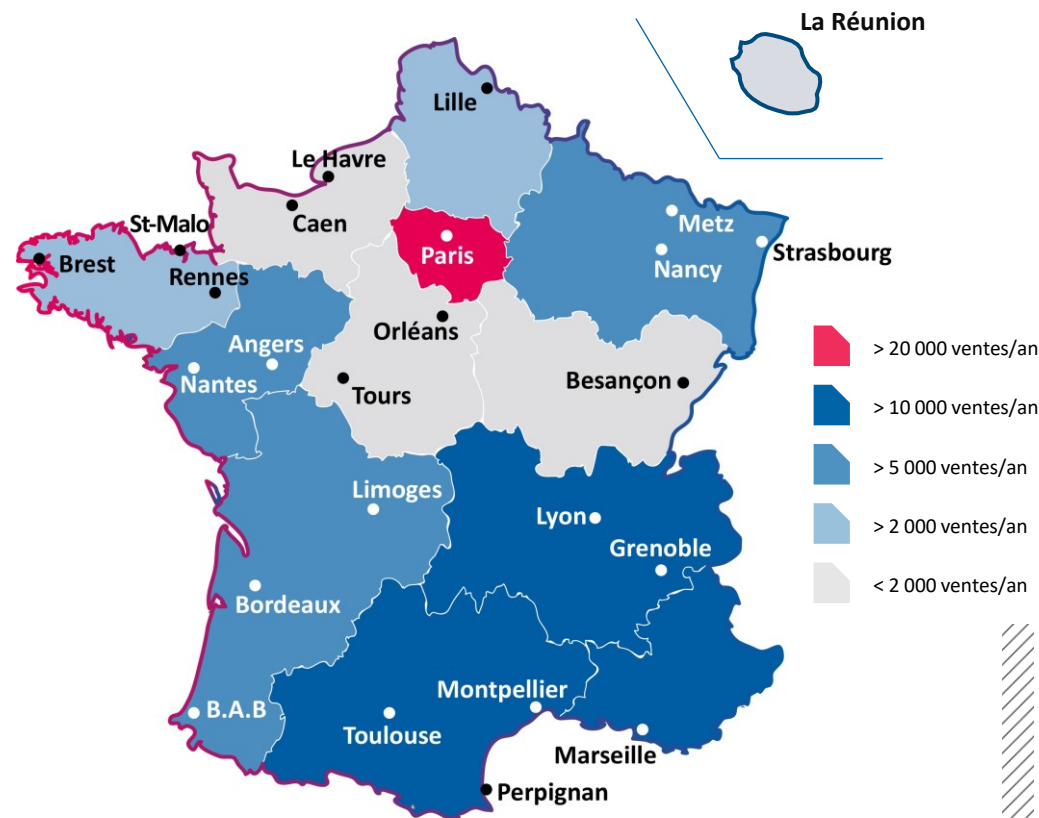 La Réunion
Lille
Le Havre
Caen
Metz
St-Malo
Paris
Strasbourg
Brest
Nancy
Rennes
Orléans
Angers
> 20 000 ventes/an
Nantes
Tours
Besançon
> 10 000 ventes/an
> 5 000 ventes/an
Limoges
Lyon
> 2 000 ventes/an
Grenoble
< 2 000 ventes/an
Bordeaux
Montpellier
B.A.B
Toulouse
Marseille
Perpignan